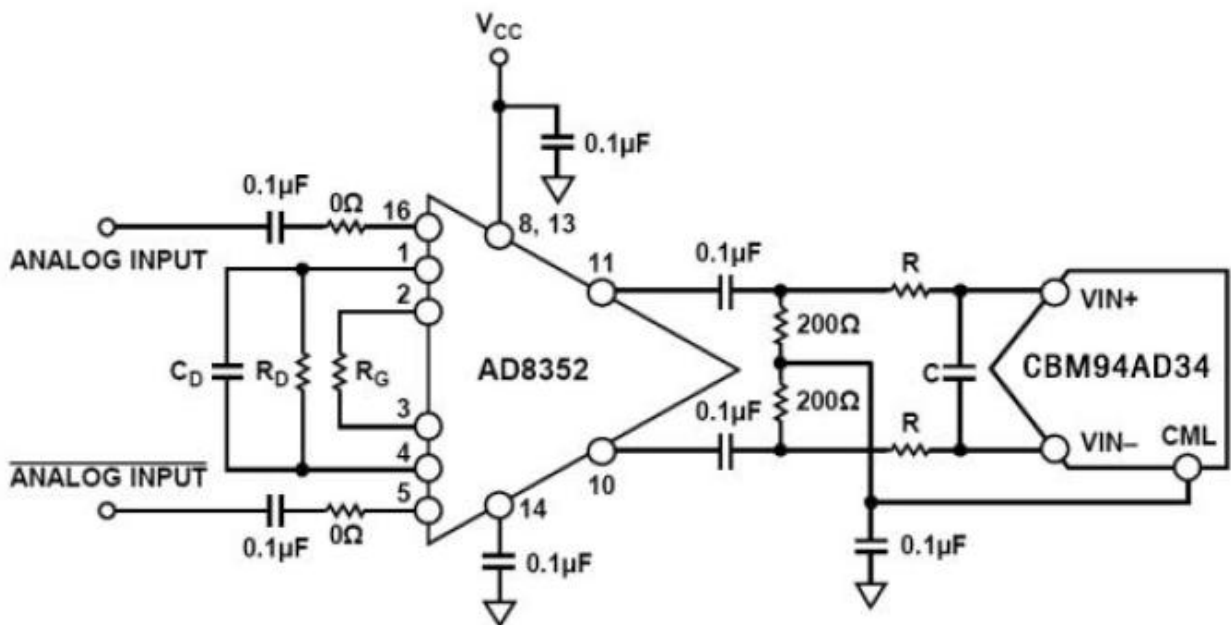 VCC
0.1µF
0.1µF
0Ω
16
8, 13
ANALOG INPUT
1
11
0.1µF
R
2
VIN+
200Ω
CD
RD
RG
AD8352
C
CBM94AD34
200Ω
3
0.1µF
R
4
VIN–
CML
ANALOG INPUT
5
14
10
0.1µF
0Ω
0.1µF
0.1µF